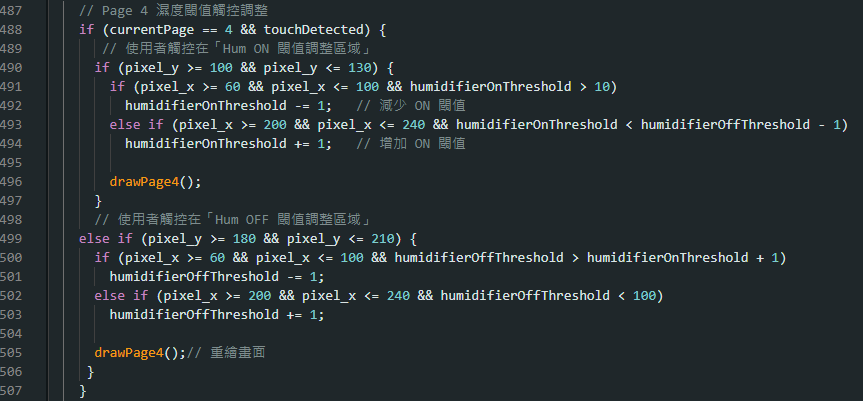 487 // Page 4 濕度閾值觸控調整
488 if (currentPage == 4 && touchDetected) {
489 // 使用者觸控在「Hum ON 閾值調整區域」
490 if (pixel_y >= 100 && pixel_y <= 130) {
491 if (pixel_x >= 60 && pixel_x <= 100 && humidifierOnThreshold > 10)
492 humidifierOnThreshold -= 1; // 減少 ON 閾值
493 else if (pixel_x >= 200 && pixel_x <= 240 && humidifierOnThreshold < humidifierOffThreshold - 1)
494 humidifierOnThreshold += 1; // 增加 ON 閾值
495
496 drawPage4();
497 }
498 // 使用者觸控在「Hum OFF 閾值調整區域」
499 else if (pixel_y >= 180 && pixel_y <= 210) {
500 if (pixel_x >= 60 && pixel_x <= 100 && humidifierOffThreshold > humidifierOnThreshold + 1)
501 humidifierOffThreshold -= 1;
502 else if (pixel_x >= 200 && pixel_x <= 240 && humidifierOffThreshold < 100)
503 humidifierOffThreshold += 1;
504
505 drawPage4();// 重繪畫面
506 }
507 }